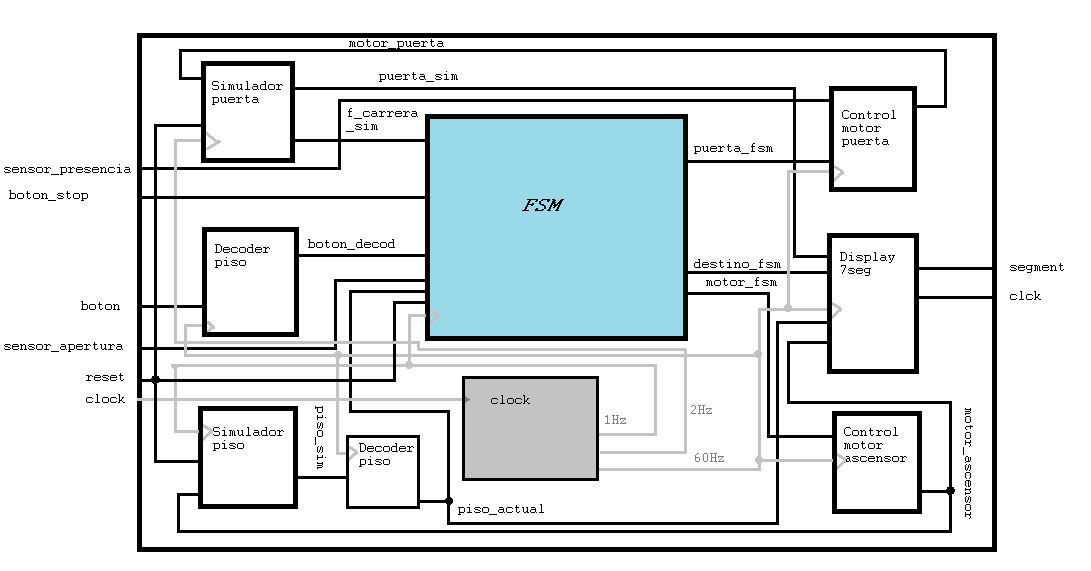 motor_puerta
puerta_sim
Simulador
puerta
f_carrera
_sim
Control
motor
puerta
puerta_fsm
sensor_presencia
boton_stop
FSM
boton_decod
Decoder
piso
destino_fsm
motor_fsm
Display
7seg
segment
clck
boton
sensor_apertura
reset
clock
clock
1Hz
2Hz
60Hz
Simulador
piso
piso_sim
Decoder
piso
piso_actual
Control
motor
ascensor
motor_ascensor